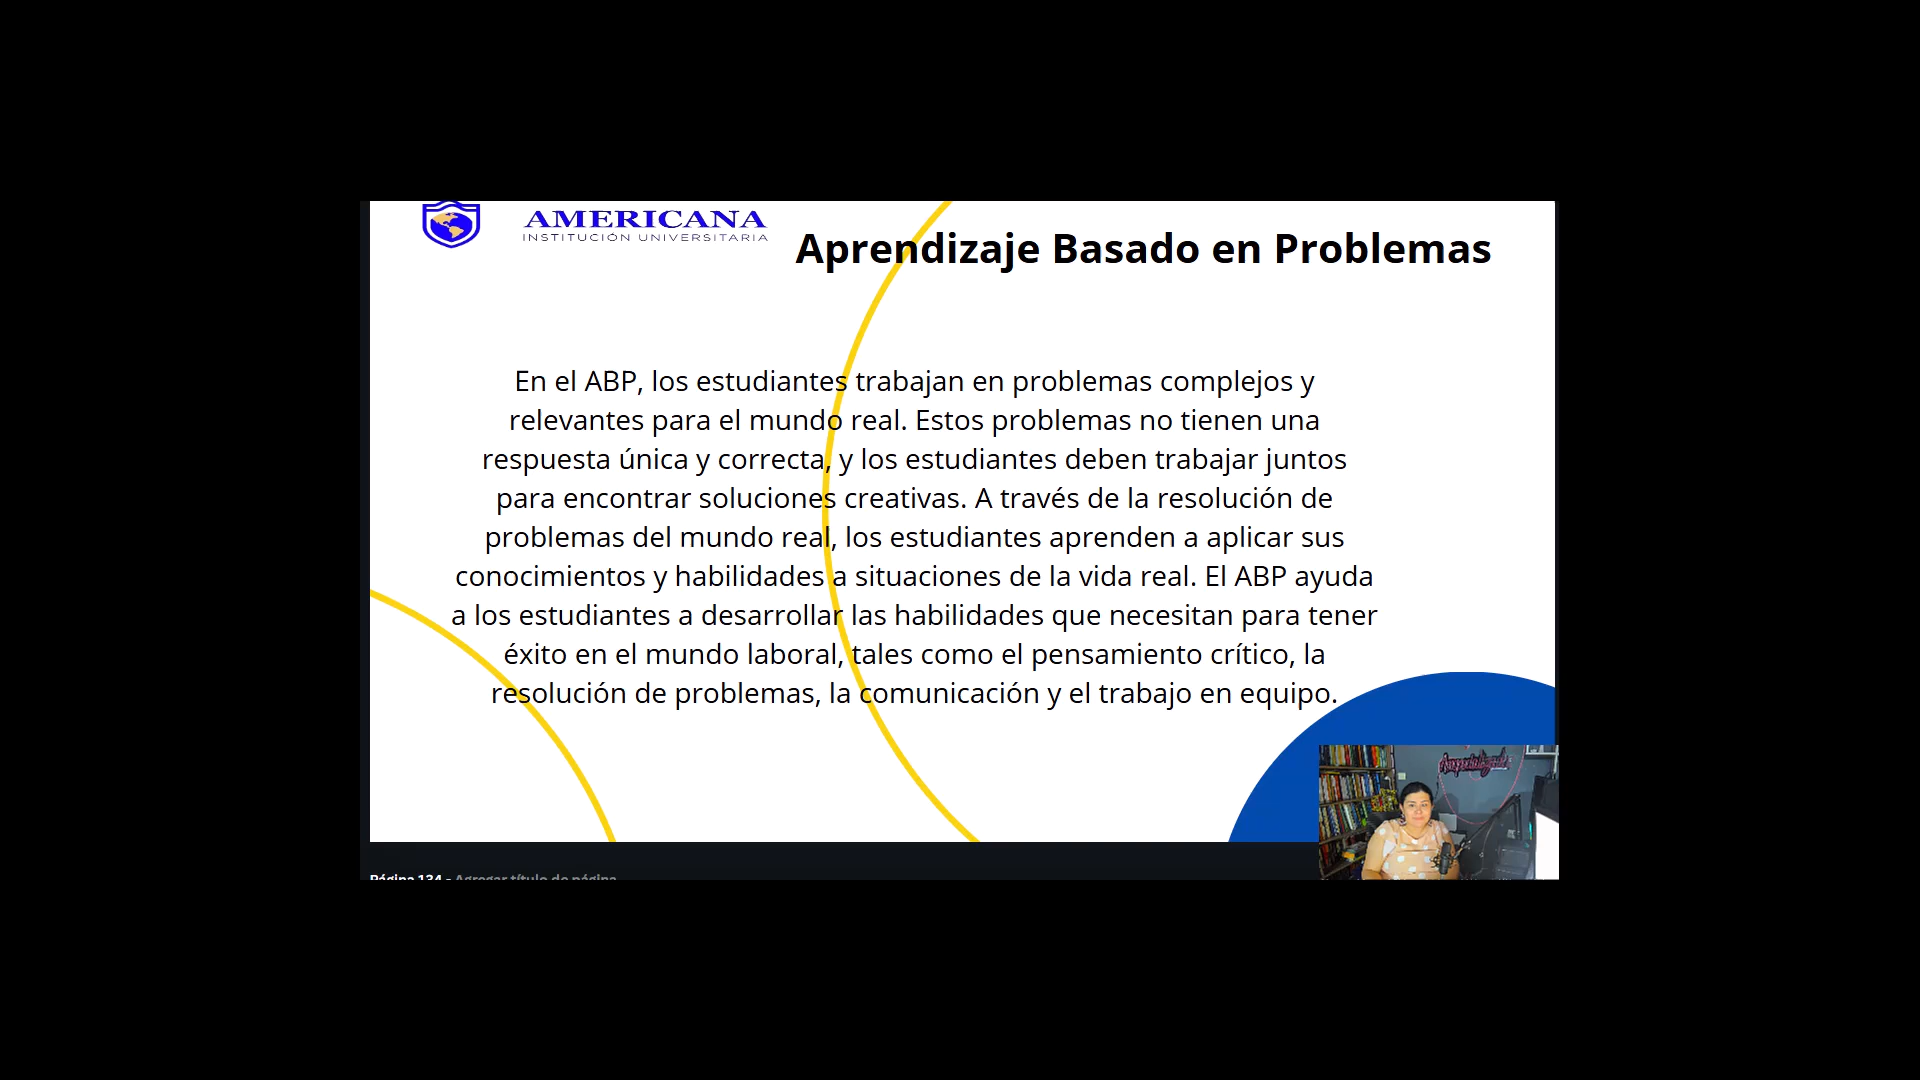 AMERICANA
INSTITUCIÓN UNIVERSITARIA
Aprendizaje Basado en Problemas
En el ABP, los estudiantes trabajan en problemas complejos y
relevantes para el mundo real. Estos problemas no tienen una
respuesta única y correcta, y los estudiantes deben trabajar juntos
para encontrar soluciones creativas. A través de la resolución de
problemas del mundo real, los estudiantes aprenden a aplicar sus
conocimientos y habilidades a situaciones de la vida real. El ABP ayuda
a los estudiantes a desarrollar las habilidades que necesitan para tener
éxito en el mundo laboral, tales como el pensamiento crítico, la
resolución de problemas, la comunicación y el trabajo en equipo.
Página 134 - Agregar título de página